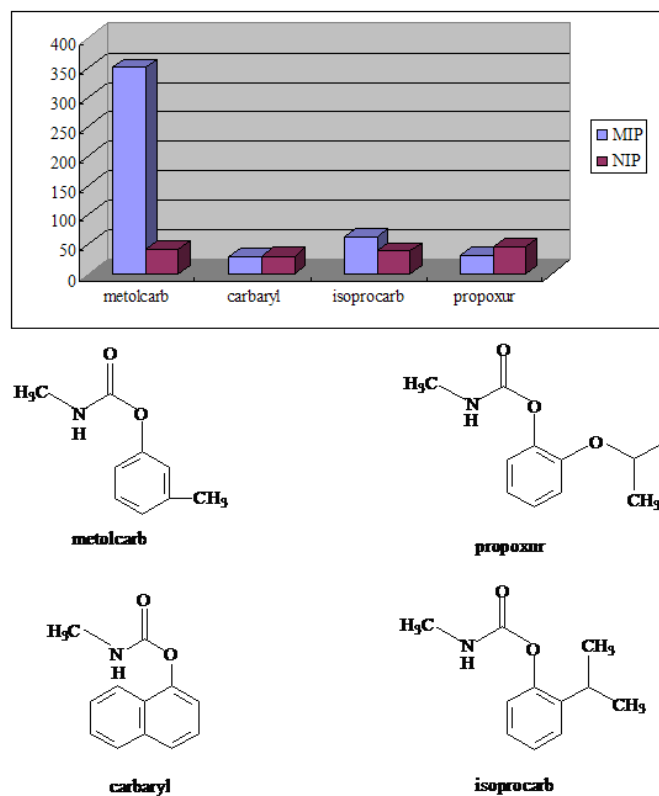 400
350
300
250
200
150
100
50
0
metolcarb carbaryl isoprocarb propoxur
MIP
NIP
O
H₃C
N
H
O
CH₃
metolcarb
O
H₃C
N
H
O
O
CH₃
propoxur
O
H₃C
N
H
O
carbaryl
O
H₃C
N
H
O
CH₃
CH₃
isoprocarb